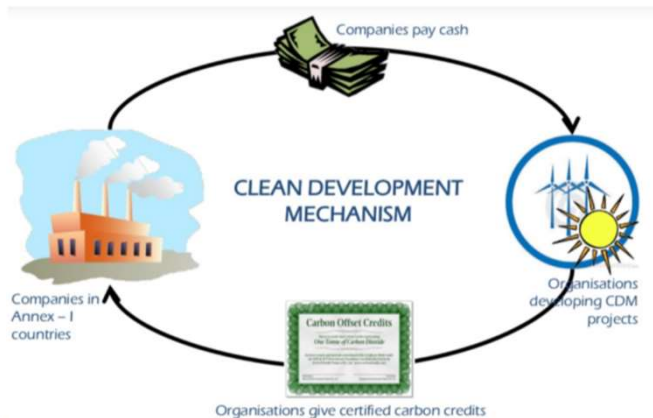 Companies pay cash
CLEAN DEVELOPMENT
MECHANISM
Companies in
Annex – I
countries
Organisations
developing CDM
projects
Carbon Offset Credits
One Tonne of Carbon Dioxide
Organisations give certified carbon credits